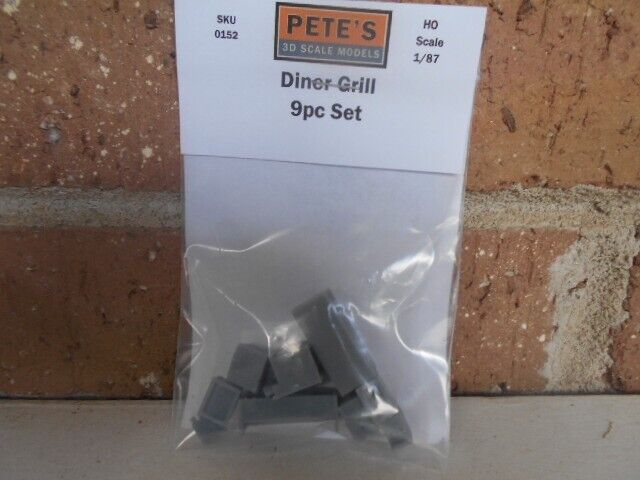 SKU
0152
PETE'S
3D SCALE MODELS
HO
Scale
1/87
Diner Grill
9pc Set